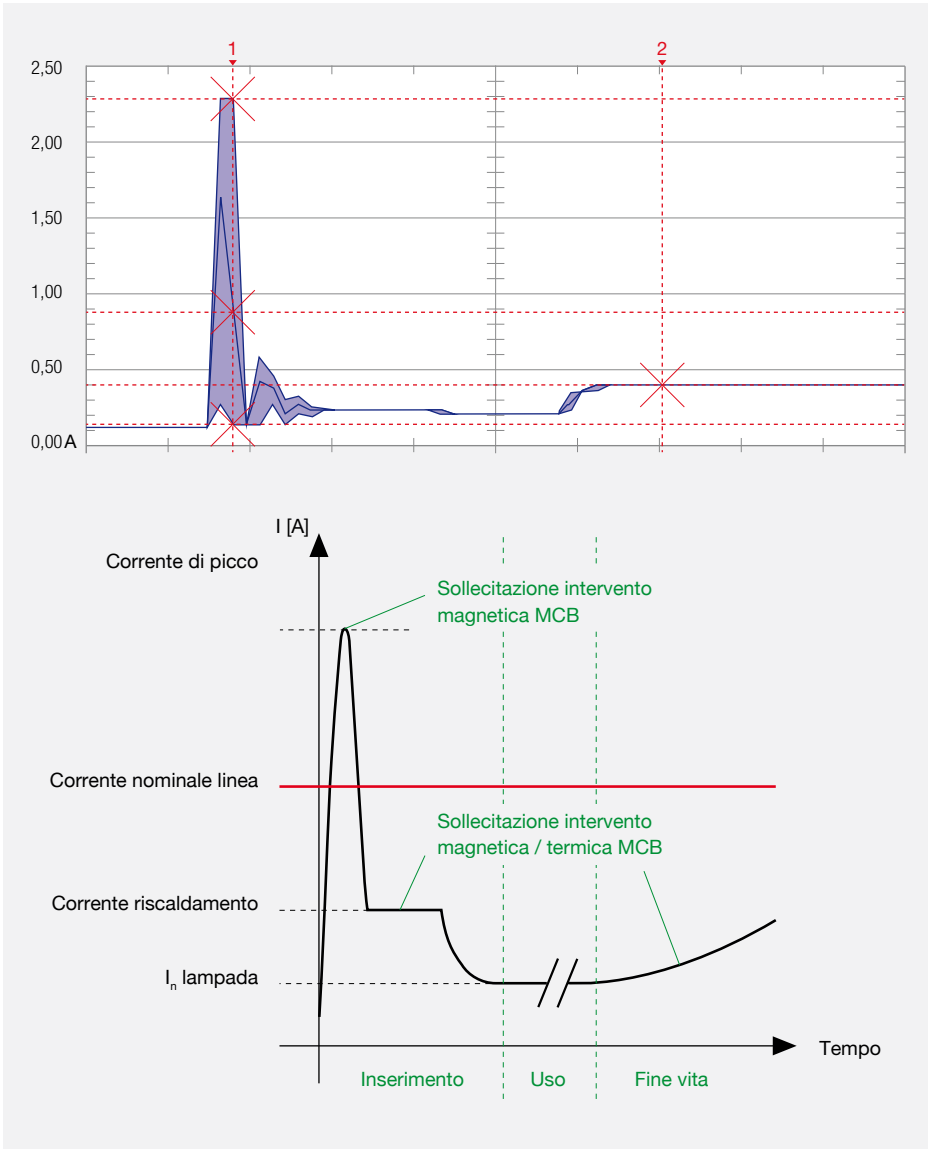 1
2
2,50
2,00
1,50
1,00
0,50
0,00 A
I [A]
Corrente di picco
Sollecitazione intervento
magnetica MCB
Corrente nominale linea
Sollecitazione intervento
magnetica / termica MCB
Corrente riscaldamento
In lampada
Tempo
Inserimento
Uso
Fine vita